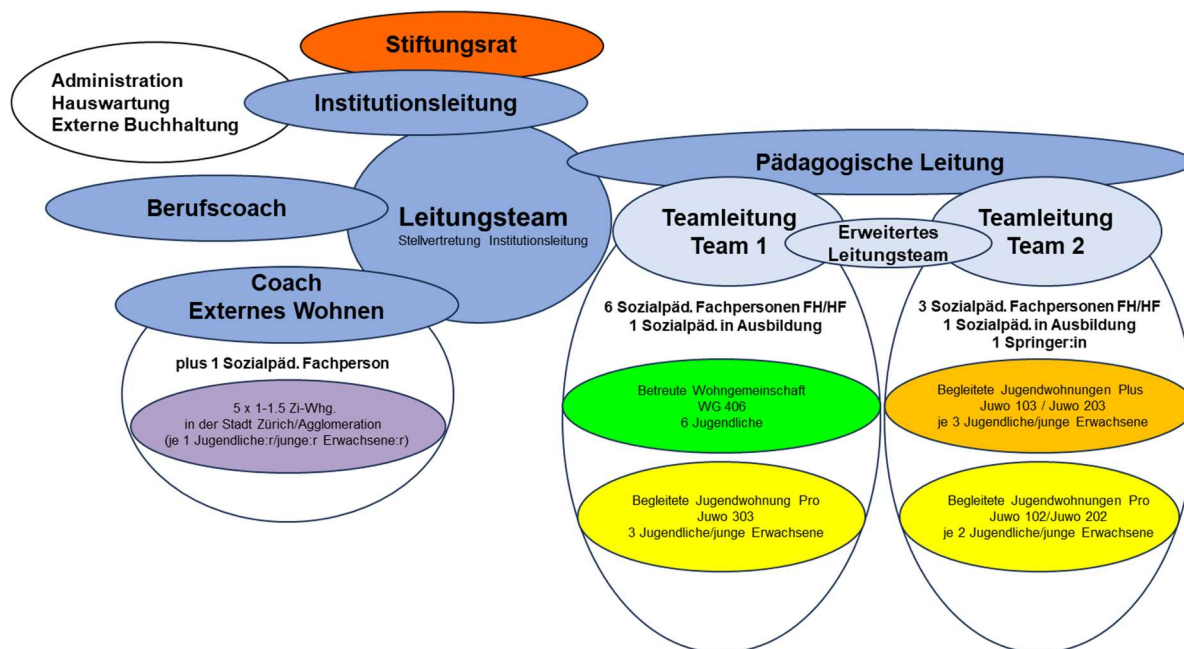 Stiftungsrat
Administration
Hauswartung
Externe Buchhaltung
Institutionsleitung
Pädagogische Leitung
Berufscoach
Leitungsteam
Stellvertretung Institutionsleitung
Teamleitung
Team 1
Erweitertes
Leitungsteam
Teamleitung
Team 2
Coach
Externes Wohnen
plus 1 Sozialpäd. Fachperson
5 x 1-1.5 Zi-Whg.
in der Stadt Zürich/Agglomeration
(je 1 Jugendliche:r/junge:r Erwachsene:r)
6 Sozialpäd. Fachpersonen FH/HF
1 Sozialpäd. in Ausbildung
Betreute Wohngemeinschaft
WG 406
6 Jugendliche
Begleitete Jugendwohnung Pro
Juwo 303
3 Jugendliche/junge Erwachsene
3 Sozialpäd. Fachpersonen FH/HF
1 Sozialpäd. in Ausbildung
1 Springer:in
Begleitete Jugendwohnungen Plus
Juwo 103 / Juwo 203
je 3 Jugendliche/junge Erwachsene
Begleitete Jugendwohnungen Pro
Juwo 102/Juwo 202
je 2 Jugendliche/junge Erwachsene